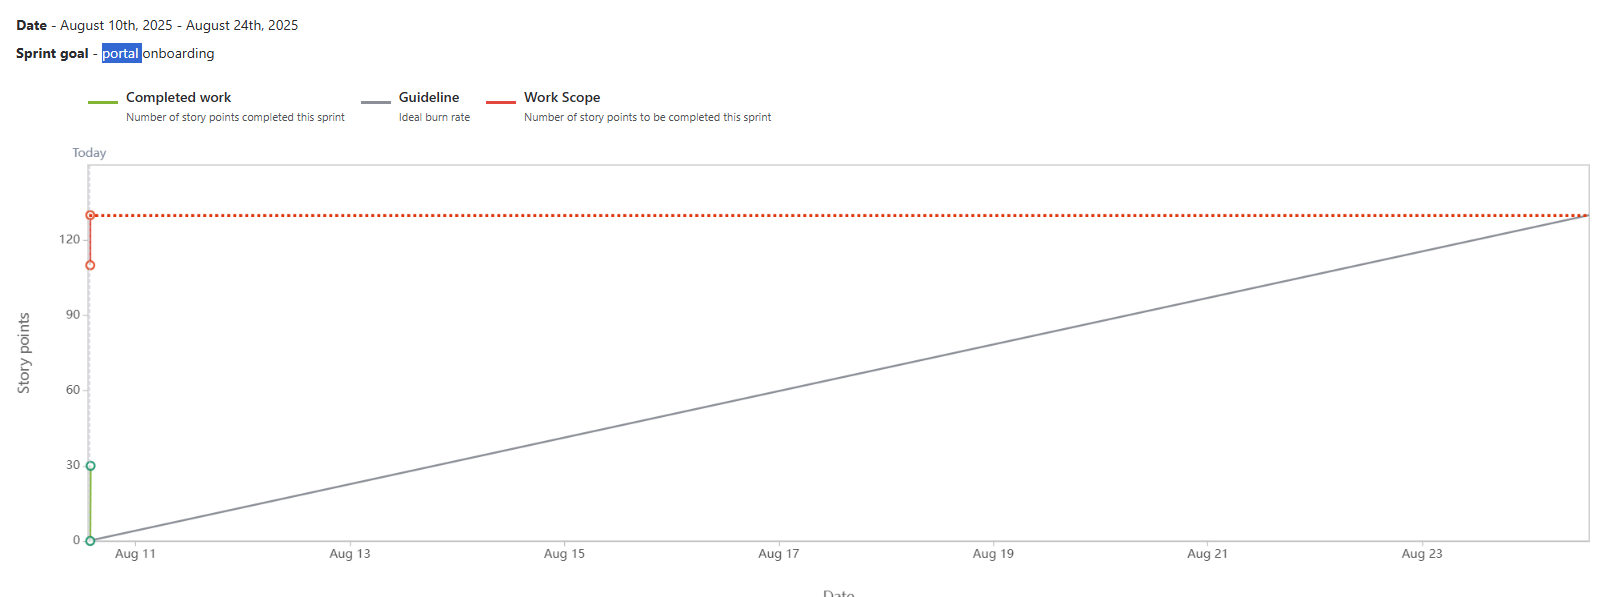 Date - August 10th, 2025 - August 24th, 2025
Sprint goal - portal onboarding
Completed work
Number of story points completed this sprint
Guideline
Ideal burn rate
Work Scope
Number of story points to be completed this sprint
Today
120
90
60
30
0
Story points
Aug 11
Aug 13
Aug 15
Aug 17
Aug 19
Aug 21
Aug 23
Date